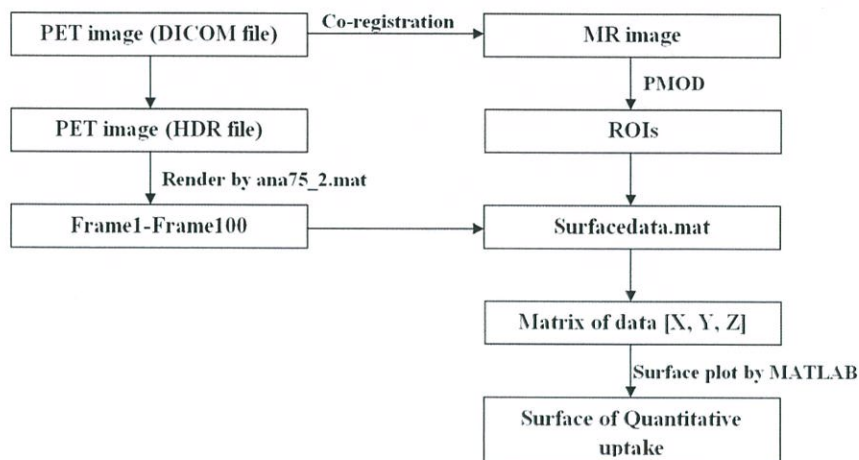 PET image (DICOM file)
Co-registration
MR image
PMOD
PET image (HDR file)
ROIs
Render by ana75_2.mat
Frame1-Frame100
Surfacedata.mat
Matrix of data [X, Y, Z]
Surface plot by MATLAB
Surface of Quantitative
uptake